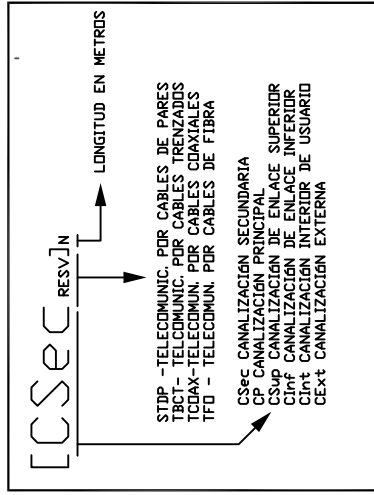 [CSec RESV]N
LONGITUD EN METROS
STDP -TELECOMUNIC. POR CABLES DE PARES
TBCT- TELCOMUNIC. POR CABLES TRENZADOS
TCOAX-TELECOMUN. POR CABLES COAXIALES
TFO - TELECOMUN. POR CABLES DE FIBRA
CSec CANALIZACIóN SECUNDARIA
CP CANALIZACIóN PRINCIPAL
CSup CANALIZACIóN DE ENLACE SUPERIOR
CInf CANALIZACIóN DE ENLACE INFERIOR
CInt CANALIZACIóN INTERIOR DE USUARIO
CExt CANALIZACIóN EXTERNA